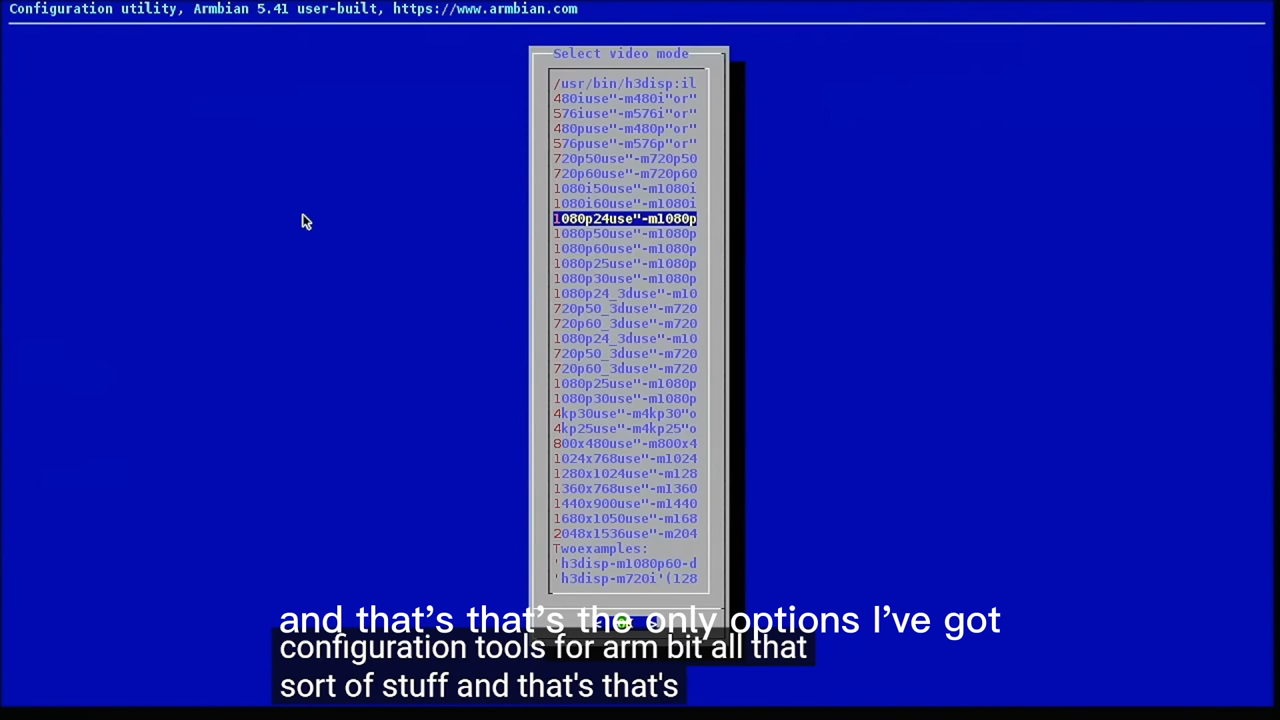 Configuration utility, Armbian 5.41 user-built, https://www.armbian.com
Select video mode
/usr/bin/h3disp:il
480iuse"-m480i"or"
576iuse"-m576i"or"
480puse"-m480p"or"
576puse"-m576p"or"
720p50use"-m720p50
720p60use"-m720p60
1080i50use"-m1080i
1080i60use"-m1080i
1080p24use"-m1080p
1080p50use"-m1080p
1080p60use"-m1080p
1080p25use"-m1080p
1080p30use"-m1080p
1080p24_3duse"-m10
720p50_3duse"-m720
720p60_3duse"-m720
1080p24_3duse"-m10
720p50_3duse"-m720
720p60_3duse"-m720
1080p25use"-m1080p
1080p30use"-m1080p
4kp30use"-m4kp30"o
4kp25use"-m4kp25"o
800x480use"-m800x4
1024x768use"-m1024
1280x1024use"-m128
1360x768use"-m1360
1440x900use"-m1440
1680x1050use"-m168
2048x1536use"-m204
Twoexamples:
'h3disp-m1080p60-d
'h3disp-m720i'(128
and that's that's the only options I've got
configuration tools for arm bit all that
sort of stuff and that's that's